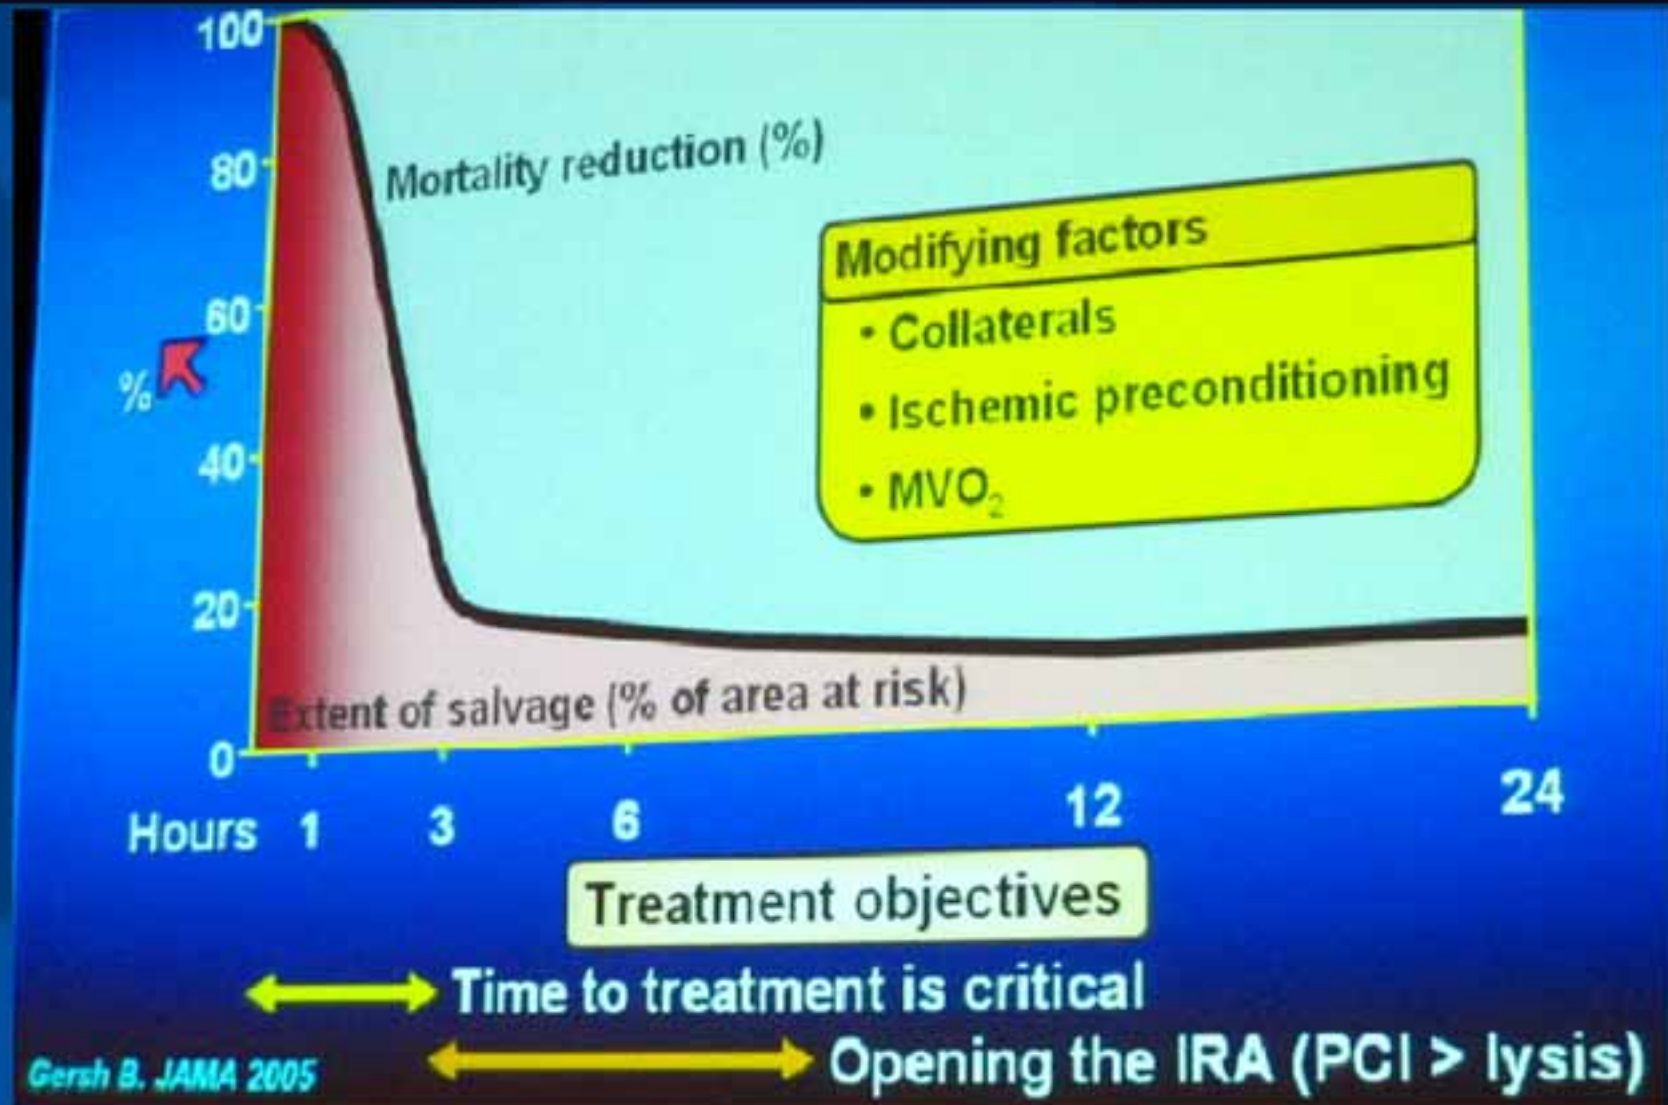 100
80
60
%
40
20
0
Mortality reduction (%)
Modifying factors
• Collaterals
• Ischemic preconditioning
• MVO₂
Extent of salvage (% of area at risk)
Hours 1 3 6 12 24
Treatment objectives
Time to treatment is critical
Opening the IRA (PCI > lysis)
Gersh B. JAMA 2005